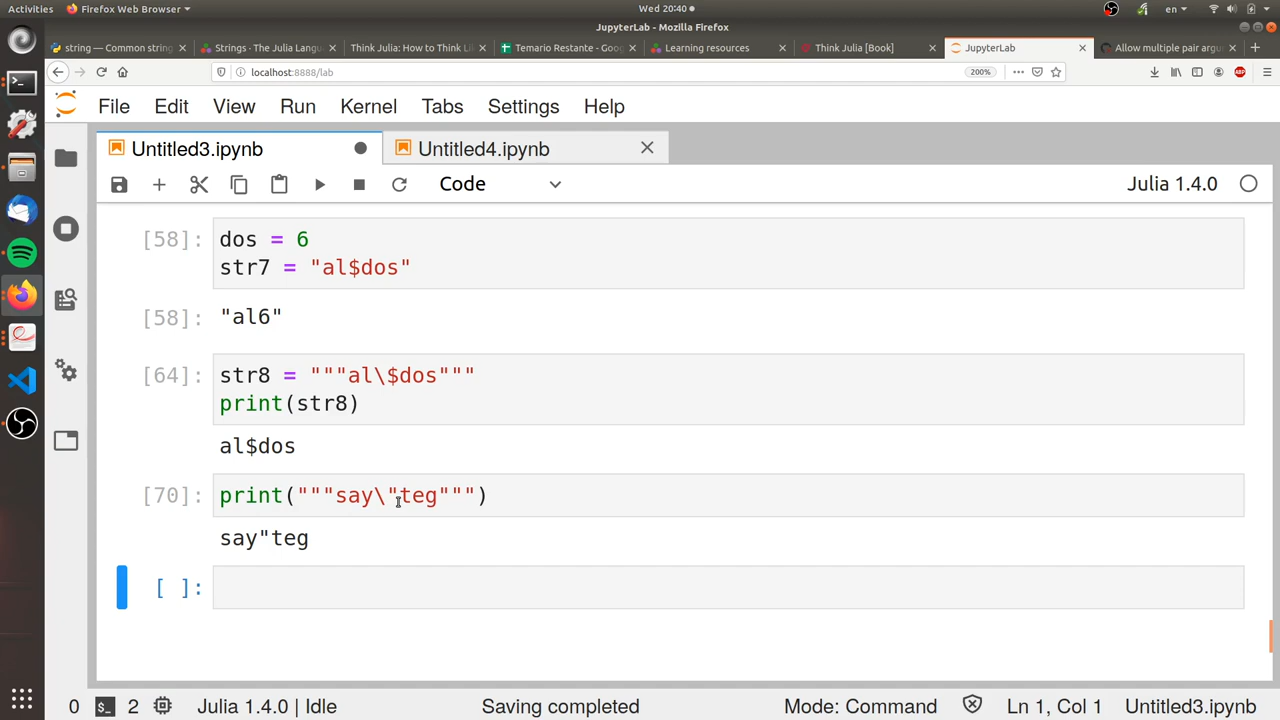 Activities Firefox Web Browser Wed 20:40 en
JupyterLab - Mozilla Firefox
string — Common string Strings · The Julia Langu Think Julia: How to Think Li Temario Restante - Goog Learning resources Think Julia [Book] JupyterLab Allow multiple pair argu
localhost:8888/lab 200% ABP
File Edit View Run Kernel Tabs Settings Help
Untitled3.ipynb Untitled4.ipynb
Code Julia 1.4.0
[58]: dos = 6
str7 = "al$dos"
[58]: "al6"
[64]: str8 = """al\$dos"""
print(str8)
al$dos
[70]: print("""say\"teg""")
say"teg
[ ]:
0 2 Julia 1.4.0 | Idle Saving completed Mode: Command Ln 1, Col 1 Untitled3.ipynb